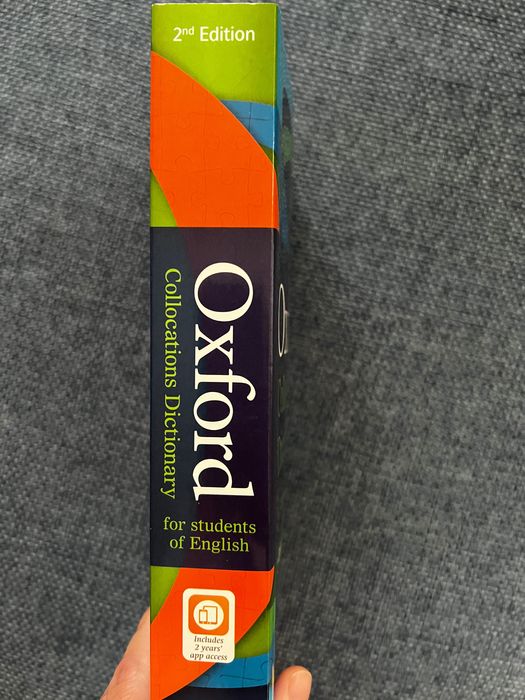 2nd Edition
Oxford
Collocations Dictionary
for students
of English
Includes
2 years'
app access